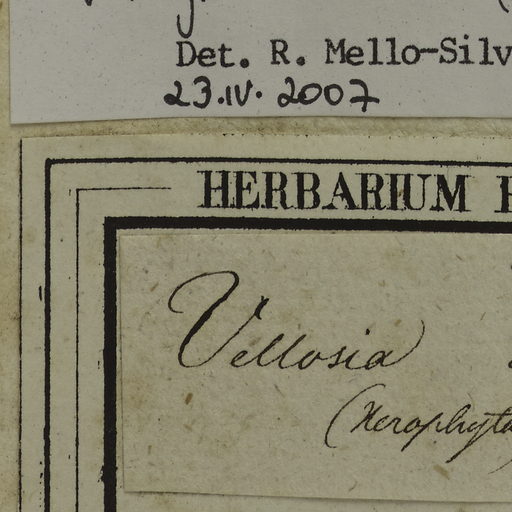 Det. R. Mello-Silv
23.IV.2007
HERBARIUM
Vellosia
(Xerophyta